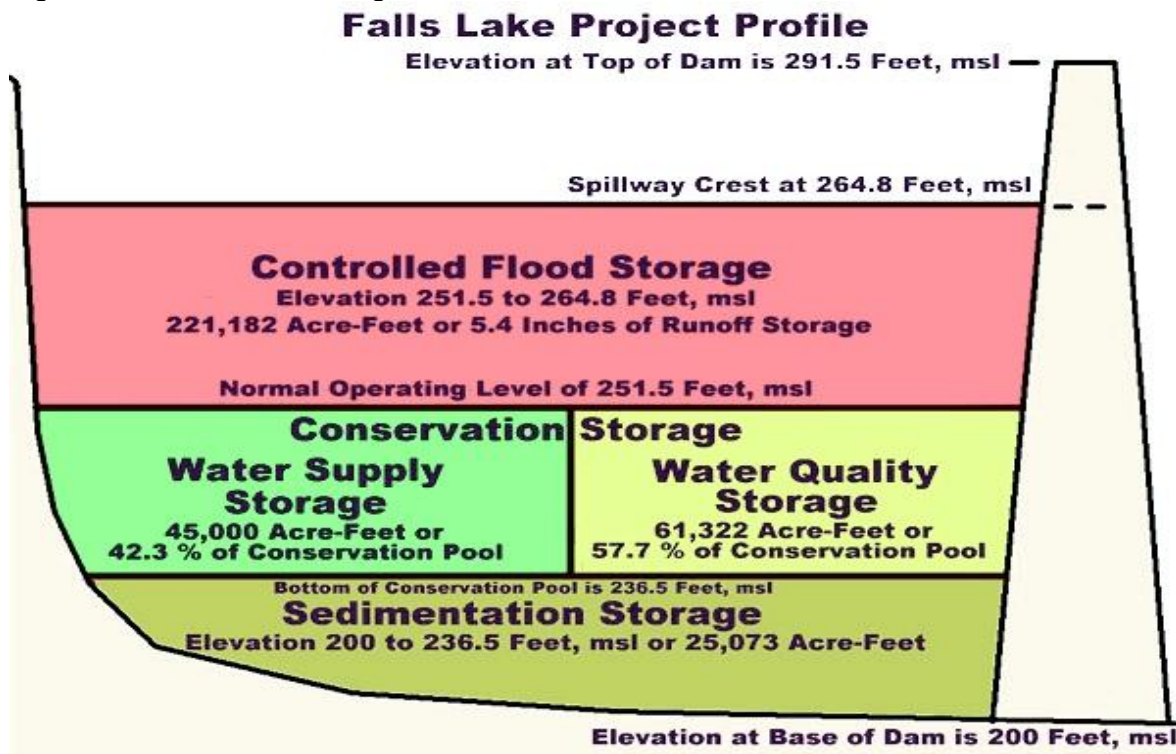 Falls Lake Project Profile
Elevation at Top of Dam is 291.5 Feet, msl
Spillway Crest at 264.8 Feet, msl
Controlled Flood Storage
Elevation 251.5 to 264.8 Feet, msl
221,182 Acre-Feet or 5.4 Inches of Runoff Storage
Normal Operating Level of 251.5 Feet, msl
Conservation Storage
Water Supply
Storage
45,000 Acre-Feet or
42.3 % of Conservation Pool
Water Quality
Storage
61,322 Acre-Feet or
57.7 % of Conservation Pool
Bottom of Conservation Pool is 236.5 Feet, msl
Sedimentation Storage
Elevation 200 to 236.5 Feet, msl or 25,073 Acre-Feet
Elevation at Base of Dam is 200 Feet, msl